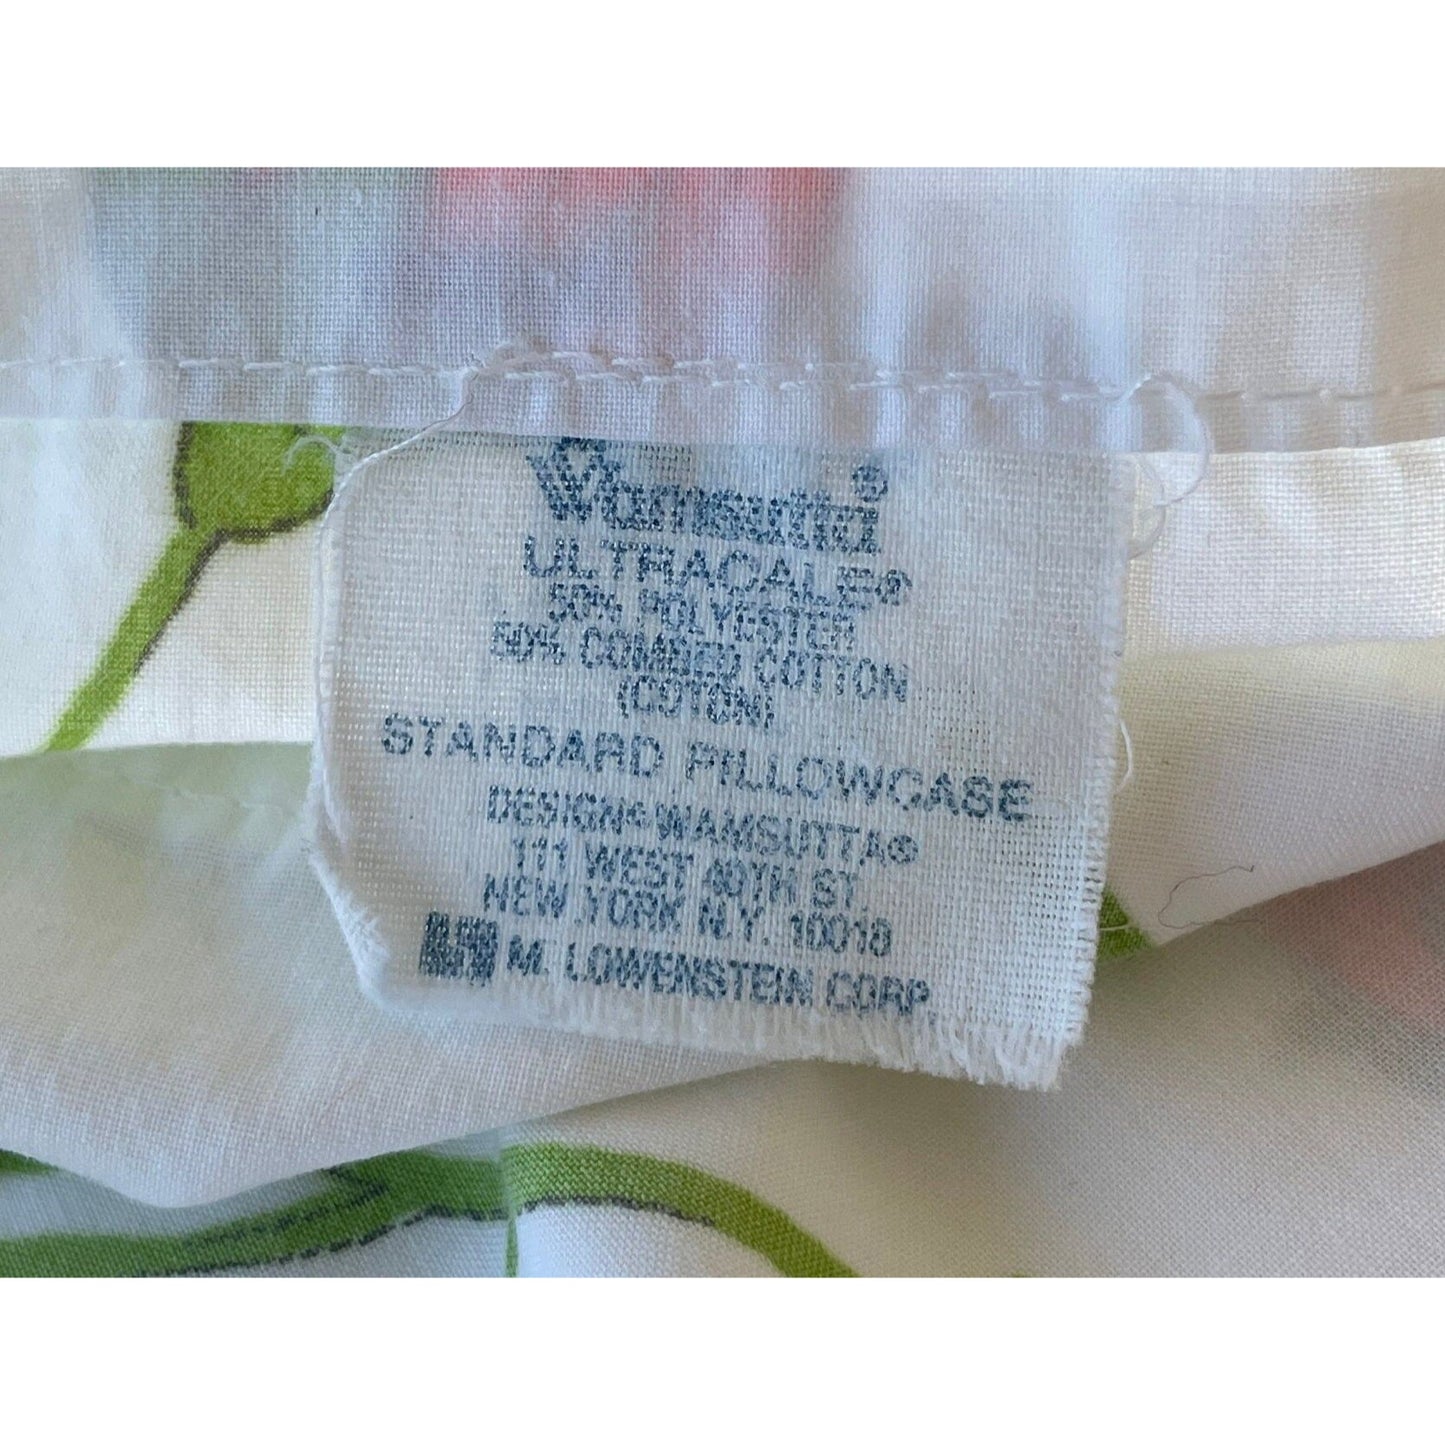 Wamsutta®
ULTRACALE®
50% POLYESTER
50% COMBED COTTON
(COTON)
STANDARD PILLOWCASE
DESIGN© WAMSUTTA®
111 WEST 40TH ST.
NEW YORK N.Y. 10018
M. LOWENSTEIN CORP.